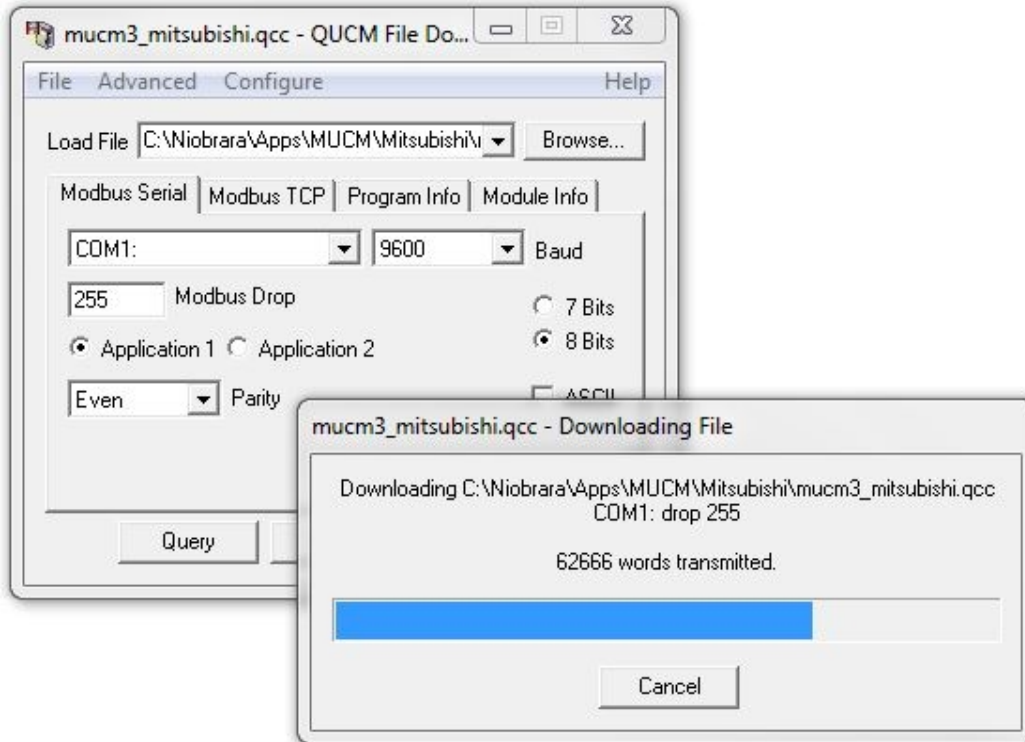 mucm3_mitsubishi.qcc - QUCM File Do...
File Advanced Configure Help
Load File C:\Niobrara\Apps\MUCM\Mitsubishi\ Browse...
Modbus Serial Modbus TCP Program Info Module Info
COM1: 9600 Baud
255 Modbus Drop
7 Bits
Application 1 Application 2
8 Bits
Even Parity
ASCII
Query
mucm3_mitsubishi.qcc - Downloading File
Downloading C:\Niobrara\Apps\MUCM\Mitsubishi\mucm3_mitsubishi.qcc
COM1: drop 255
62666 words transmitted.
Cancel